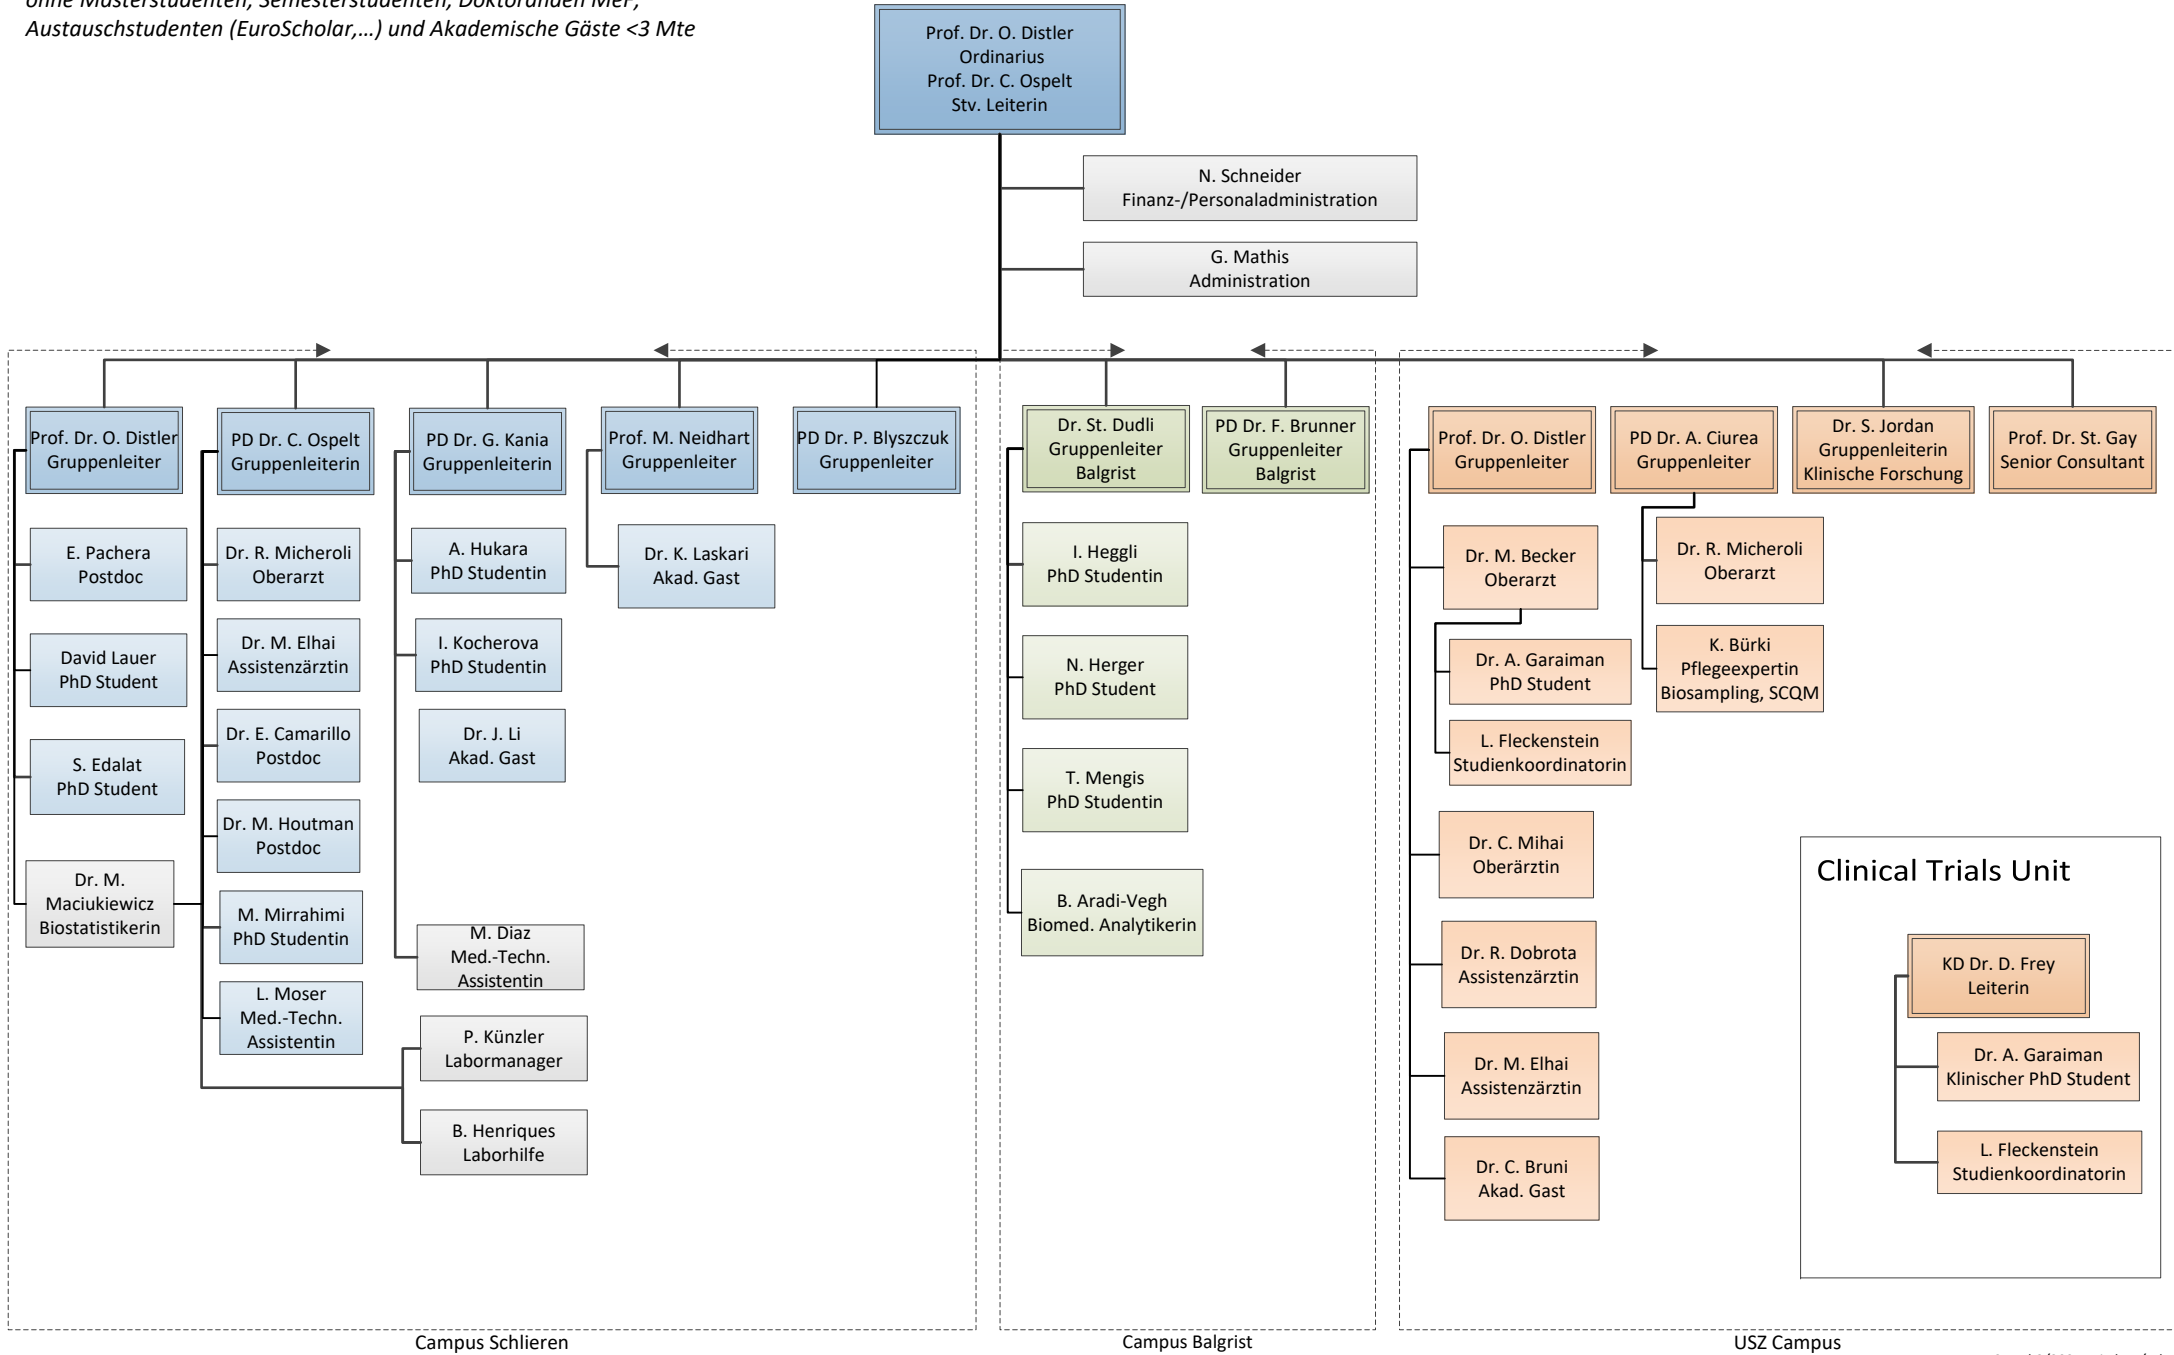 ohne Masterstudenten, Semesterstudenten, Doktoranden MeF,
Austauschstudenten (EuroScholar,...) und Akademische Gäste <3 Mte
Prof. Dr. O. Distler
Ordinarius
Prof. Dr. C. Ospelt
Stv. Leiterin
N. Schneider
Finanz-/Personaladministration
G. Mathis
Administration
Prof. Dr. O. Distler
Gruppenleiter
E. Pachera
Postdoc
David Lauer
PhD Student
S. Edalat
PhD Student
Dr. M.
Maciukiewicz
Biostatistikerin
PD Dr. C. Ospelt
Gruppenleiterin
Dr. R. Micheroli
Oberarzt
Dr. M. Elhai
Assistenzärztin
Dr. E. Camarillo
Postdoc
Dr. M. Houtman
Postdoc
M. Mirrahimi
PhD Studentin
L. Moser
Med.-Techn.
Assistentin
PD Dr. G. Kania
Gruppenleiterin
A. Hukara
PhD Studentin
I. Kocherova
PhD Studentin
Dr. J. Li
Akad. Gast
M. Diaz
Med.-Techn.
Assistentin
P. Künzler
Labormanager
B. Henriques
Laborhilfe
Prof. M. Neidhart
Gruppenleiter
Dr. K. Laskari
Akad. Gast
PD Dr. P. Blyszczuk
Gruppenleiter
Dr. St. Dudli
Gruppenleiter
Balgrist
I. Heggli
PhD Studentin
N. Herger
PhD Student
T. Mengis
PhD Studentin
B. Aradi-Vegh
Biomed. Analytikerin
PD Dr. F. Brunner
Gruppenleiter
Balgrist
Prof. Dr. O. Distler
Gruppenleiter
Dr. M. Becker
Oberarzt
Dr. A. Garaiman
PhD Student
L. Fleckenstein
Studienkoordinatorin
Dr. C. Mihai
Oberärztin
Dr. R. Dobrota
Assistenzärztin
Dr. M. Elhai
Assistenzärztin
Dr. C. Bruni
Akad. Gast
PD Dr. A. Ciurea
Gruppenleiter
Dr. R. Micheroli
Oberarzt
K. Bürki
Pflegeexpertin
Biosampling, SCQM
Dr. S. Jordan
Gruppenleiterin
Klinische Forschung
Prof. Dr. St. Gay
Senior Consultant
Clinical Trials Unit
KD Dr. D. Frey
Leiterin
Dr. A. Garaiman
Klinischer PhD Student
L. Fleckenstein
Studienkoordinatorin
Campus Schlieren
Campus Balgrist
USZ Campus